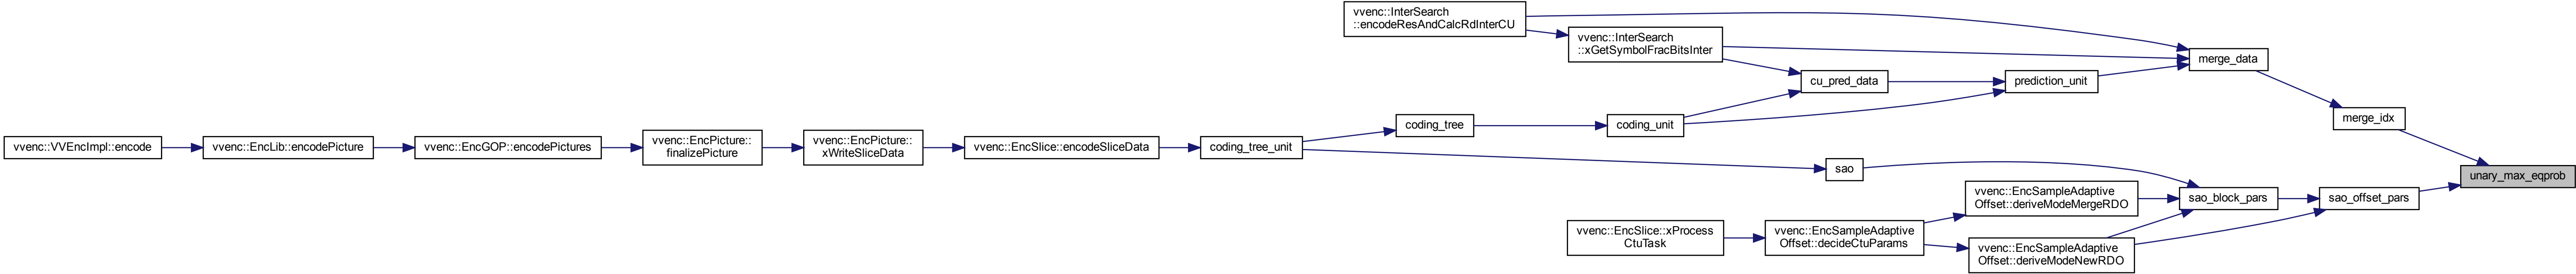 vvenc::InterSearch
::encodeResAndCalcRdInterCU
vvenc::InterSearch
::xGetSymbolFracBitsInter
merge_data
cu_pred_data
prediction_unit
merge_idx
coding_tree
coding_unit
vvenc::VVEncImpl::encode
vvenc::EncLib::encodePicture
vvenc::EncGOP::encodePictures
vvenc::EncPicture::
finalizePicture
vvenc::EncPicture::
xWriteSliceData
vvenc::EncSlice::encodeSliceData
coding_tree_unit
sao
unary_max_eqprob
vvenc::EncSampleAdaptive
Offset::deriveModeMergeRDO
sao_block_pars
sao_offset_pars
vvenc::EncSlice::xProcess
CtuTask
vvenc::EncSampleAdaptive
Offset::decideCtuParams
vvenc::EncSampleAdaptive
Offset::deriveModeNewRDO